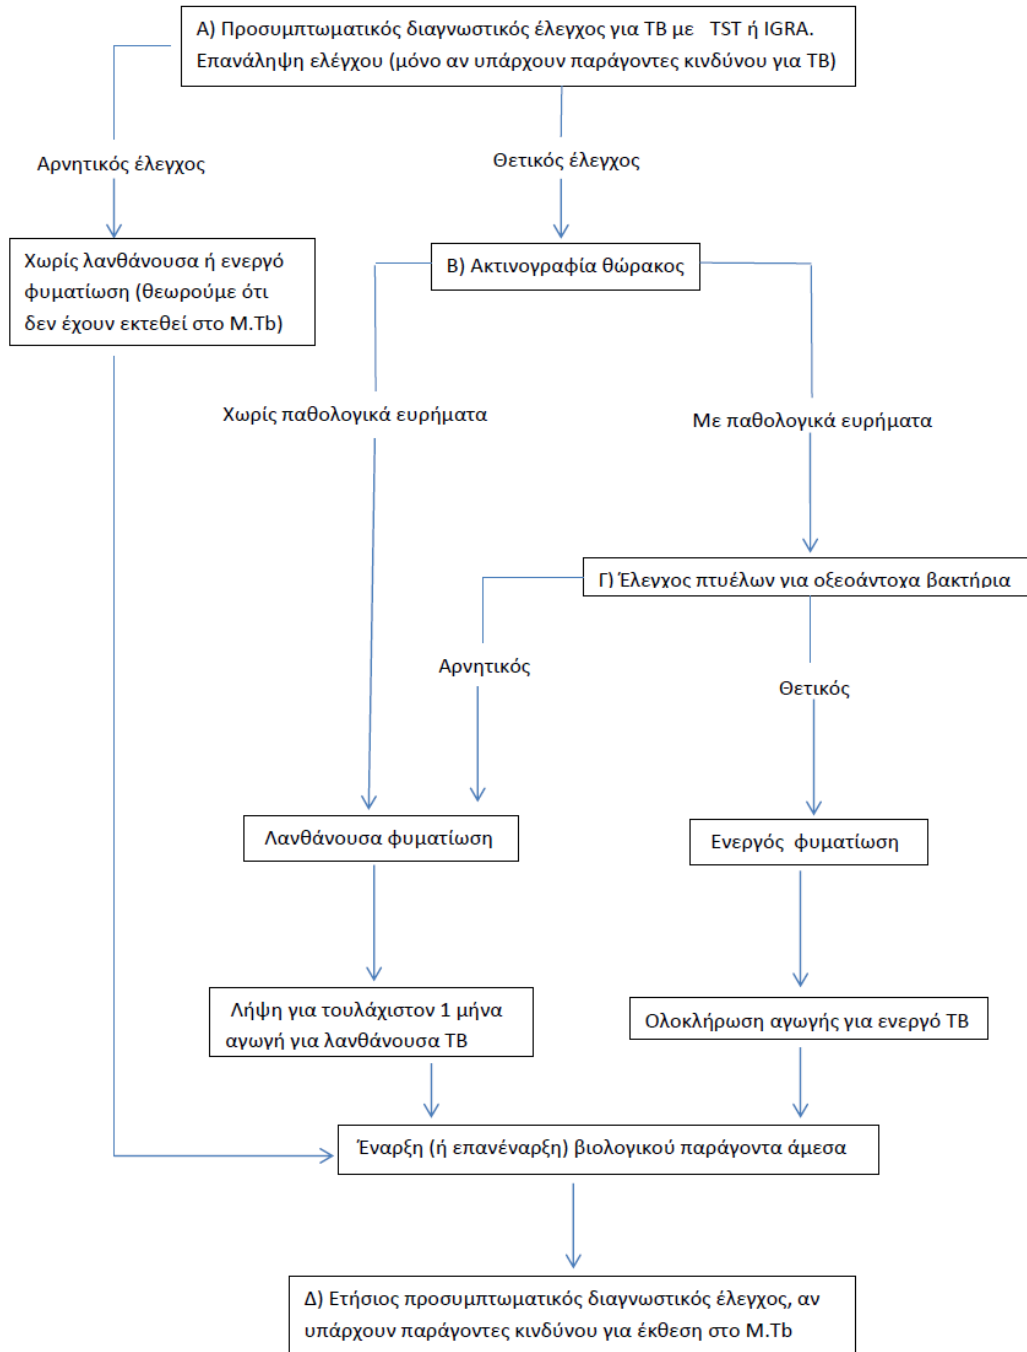 Α) Προσυμπτωματικός διαγνωστικός έλεγχος για ΤΒ με TST ή IGRA.
Επανάληψη ελέγχου (μόνο αν υπάρχουν παράγοντες κινδύνου για ΤΒ)
Αρνητικός έλεγχος
Θετικός έλεγχος
Χωρίς λανθάνουσα ή ενεργό
φυματίωση (θεωρούμε ότι
δεν έχουν εκτεθεί στο M.Tb)
Β) Ακτινογραφία θώρακος
Χωρίς παθολογικά ευρήματα
Με παθολογικά ευρήματα
Γ) Έλεγχος πτυέλων για οξεοάντοχα βακτήρια
Αρνητικός
Θετικός
Λανθάνουσα φυματίωση
Ενεργός φυματίωση
Λήψη για τουλάχιστον 1 μήνα
αγωγή για λανθάνουσα ΤΒ
Ολοκλήρωση αγωγής για ενεργό ΤΒ
Έναρξη (ή επανέναρξη) βιολογικού παράγοντα άμεσα
Δ) Ετήσιος προσυμπτωματικός διαγνωστικός έλεγχος, αν
υπάρχουν παράγοντες κινδύνου για έκθεση στο M.Tb